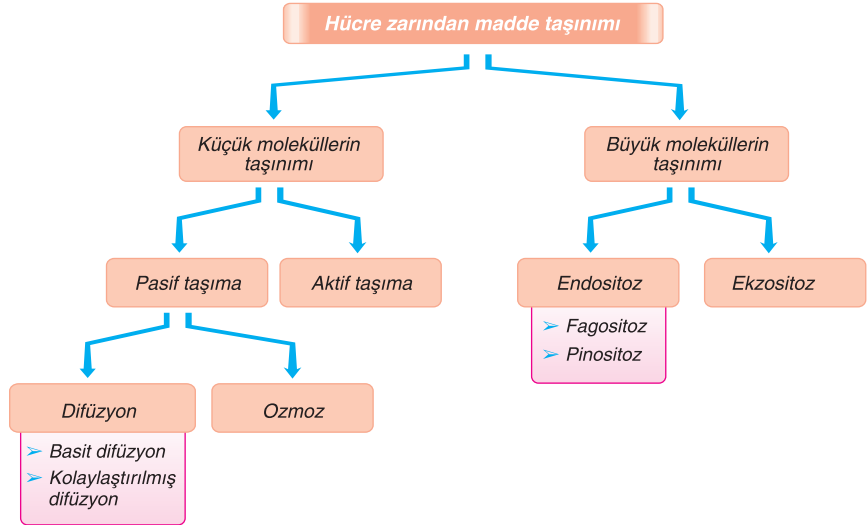 Hücre zarından madde taşınımı
Küçük moleküllerin
taşınımı
Büyük moleküllerin
taşınımı
Pasif taşıma
Aktif taşıma
Endositoz
Ekzositoz
➢ Fagositoz
➢ Pinositoz
Difüzyon
Ozmoz
➢ Basit difüzyon
➢ Kolaylaştırılmış
difüzyon